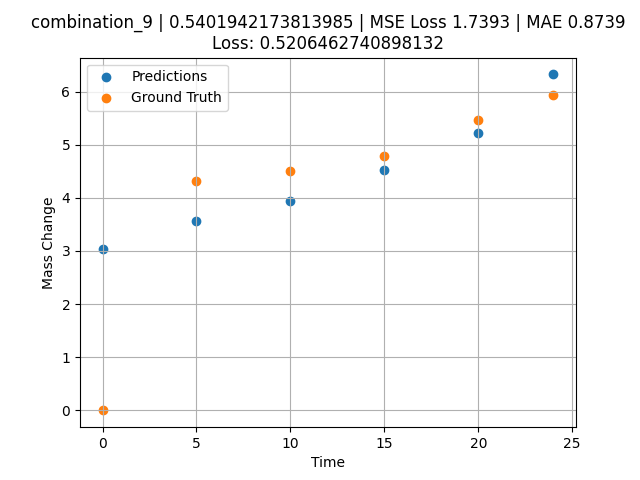 combination_9 | 0.5401942173813985 | MSE Loss 1.7393 | MAE 0.8739
Loss: 0.5206462740898132
Predictions
Ground Truth
6
5
4
3
2
1
0
Mass Change
0 5 10 15 20 25
Time